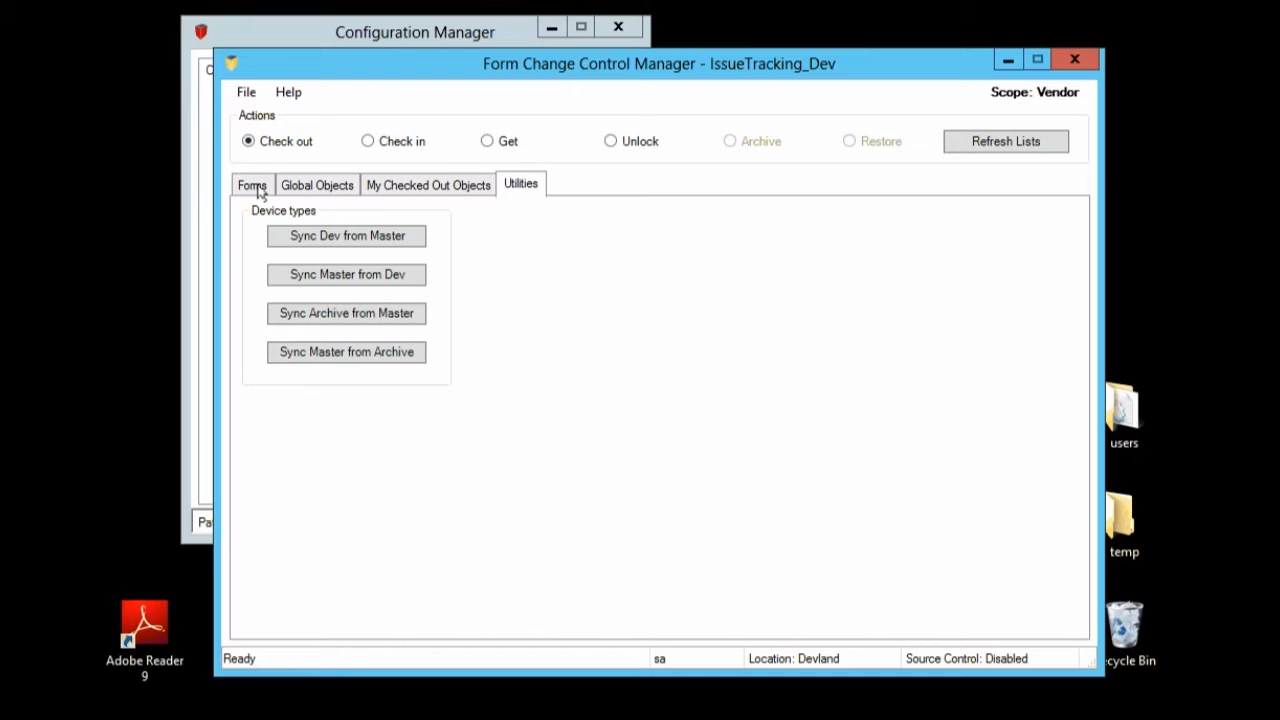 Configuration Manager
Form Change Control Manager - IssueTracking_Dev
File Help Scope: Vendor
Actions
Check out Check in Get Unlock Archive Restore Refresh Lists
Forms Global Objects My Checked Out Objects Utilities
Device types
Sync Dev from Master
Sync Master from Dev
Sync Archive from Master
Sync Master from Archive
users
temp
Ready sa Location: Devland Source Control: Disabled
Adobe Reader
9
ecycle Bin